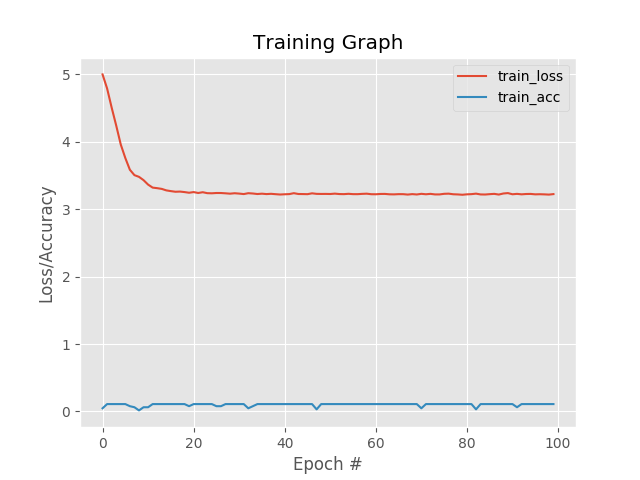 Training Graph
train_loss
train_acc
Loss/Accuracy
5
4
3
2
1
0
0 20 40 60 80 100
Epoch #